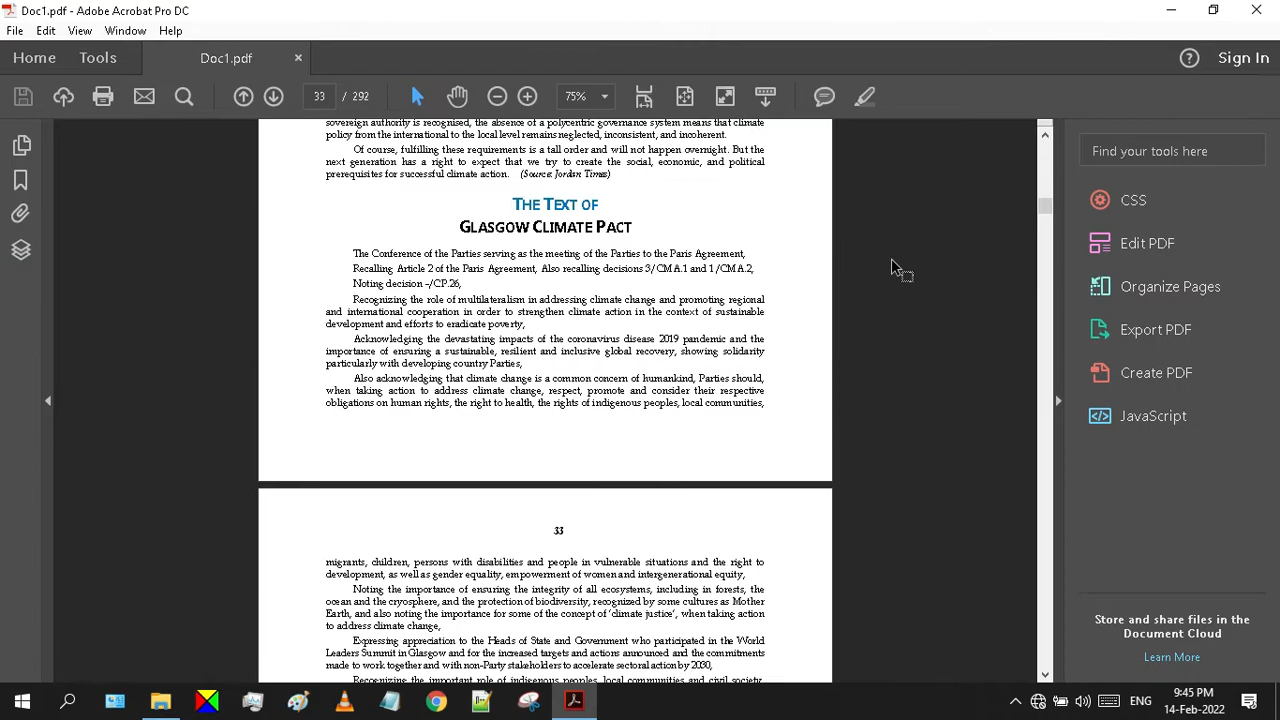 Doc1.pdf - Adobe Acrobat Pro DC
File Edit View Window Help
Home Tools Doc1.pdf × ? Sign In
33 / 292 75%
sovereign authority is recognised, the absence of a polycentric governance system means that climate
policy from the international to the local level remains neglected, inconsistent, and incoherent.
Of course, fulfilling these requirements is a tall order and will not happen overnight. But the
next generation has a right to expect that we try to create the social, economic, and political
prerequisites for successful climate action. (Source: Jordan Times)
THE TEXT OF
GLASGOW CLIMATE PACT
The Conference of the Parties serving as the meeting of the Parties to the Paris Agreement,
Recalling Article 2 of the Paris Agreement, Also recalling decisions 3/CMA.1 and 1/CMA.2,
Noting decision -/CP.26,
Recognizing the role of multilateralism in addressing climate change and promoting regional
and international cooperation in order to strengthen climate action in the context of sustainable
development and efforts to eradicate poverty,
Acknowledging the devastating impacts of the coronavirus disease 2019 pandemic and the
importance of ensuring a sustainable, resilient and inclusive global recovery, showing solidarity
particularly with developing country Parties,
Also acknowledging that climate change is a common concern of humankind, Parties should,
when taking action to address climate change, respect, promote and consider their respective
obligations on human rights, the right to health, the rights of indigenous peoples, local communities,
33
migrants, children, persons with disabilities and people in vulnerable situations and the right to
development, as well as gender equality, empowerment of women and intergenerational equity,
Noting the importance of ensuring the integrity of all ecosystems, including in forests, the
ocean and the cryosphere, and the protection of biodiversity, recognized by some cultures as Mother
Earth, and also noting the importance for some of the concept of 'climate justice', when taking action
to address climate change,
Expressing appreciation to the Heads of State and Government who participated in the World
Leaders Summit in Glasgow and for the increased targets and actions announced and the commitments
made to work together and with non-Party stakeholders to accelerate sectoral action by 2030,
Recognizing the important role of indigenous peoples, local communities and civil society,
Find your tools here
CSS
Edit PDF
Organize Pages
Export PDF
Create PDF
JavaScript
Store and share files in the
Document Cloud
Learn More
ENG
9:45 PM
14-Feb-2022